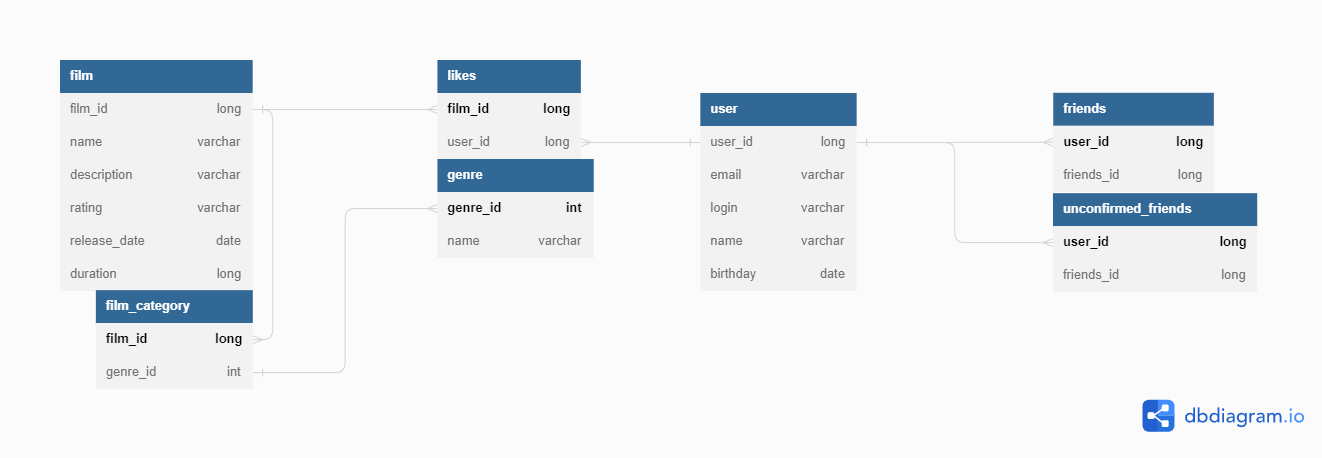 film
film_id long
name varchar
description varchar
rating varchar
release_date date
duration long
film_category
film_id long
genre_id int
likes
film_id long
user_id long
genre
genre_id int
name varchar
user
user_id long
email varchar
login varchar
name varchar
birthday date
friends
user_id long
friends_id long
unconfirmed_friends
user_id long
friends_id long
dbdiagram.io